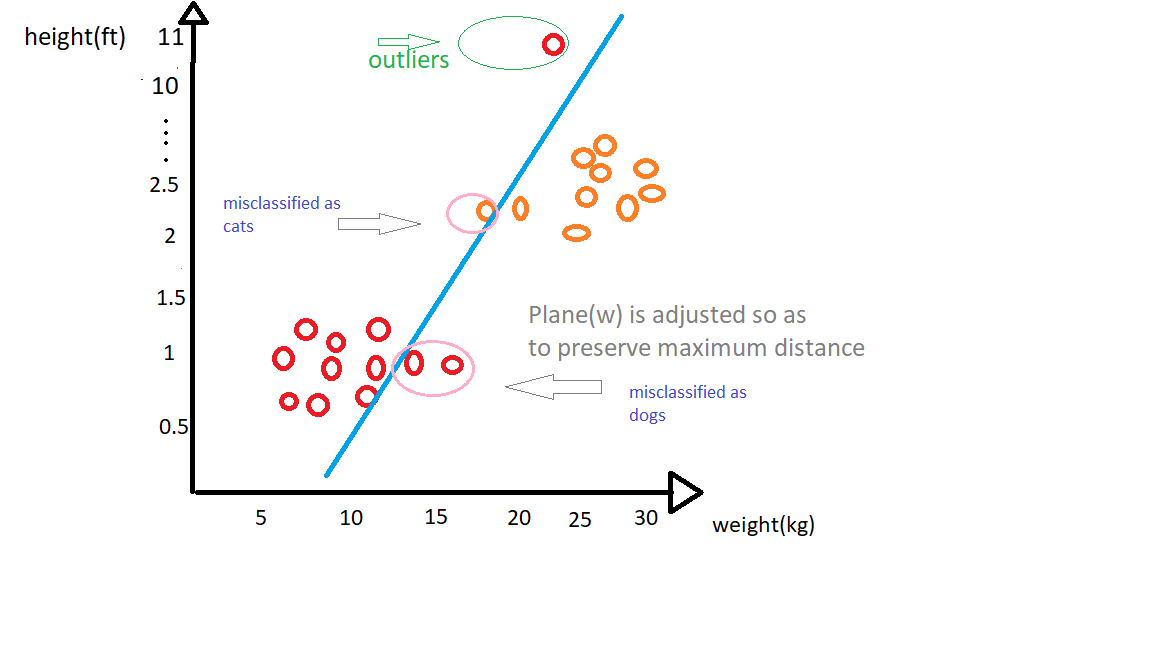 height(ft)
11
10
2.5
2
1.5
1
0.5
outliers
misclassified as
cats
Plane(w) is adjusted so as
to preserve maximum distance
misclassified as
dogs
5 10 15 20 25 30
weight(kg)